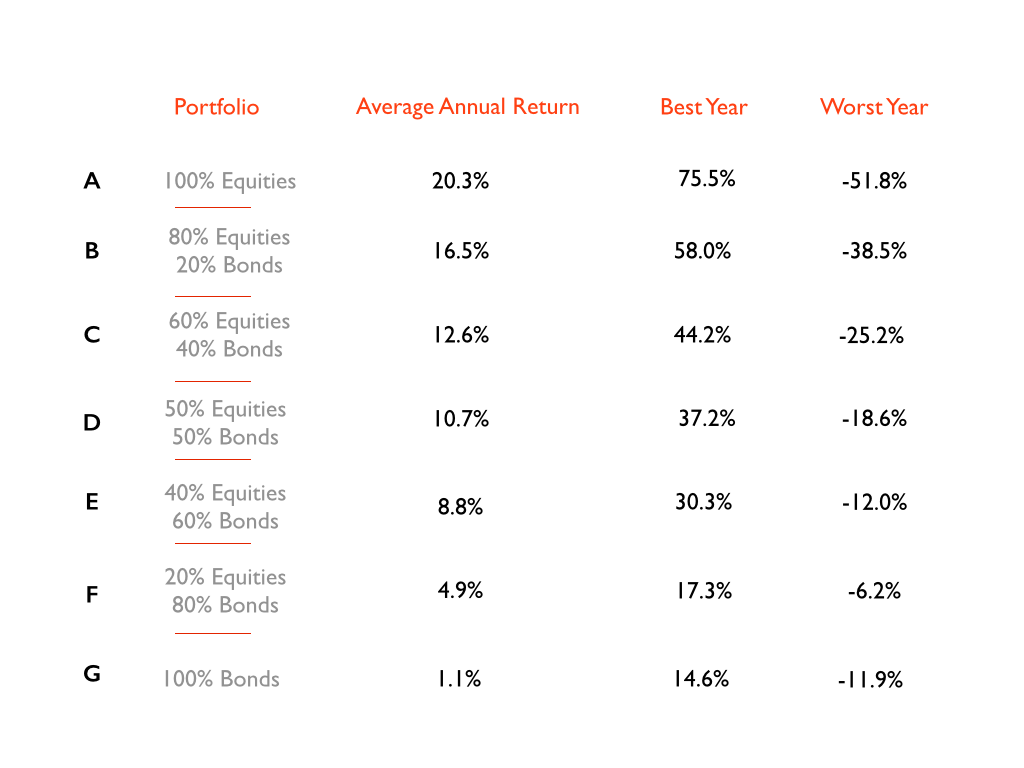 Portfolio Average Annual Return Best Year Worst Year
A 100% Equities 20.3% 75.5% -51.8%
80% Equities
B 16.5% 58.0% -38.5%
20% Bonds
60% Equities
C 12.6% 44.2% -25.2%
40% Bonds
50% Equities
D 10.7% 37.2% -18.6%
50% Bonds
40% Equities
E 8.8% 30.3% -12.0%
60% Bonds
20% Equities
F 4.9% 17.3% -6.2%
80% Bonds
G 100% Bonds 1.1% 14.6% -11.9%